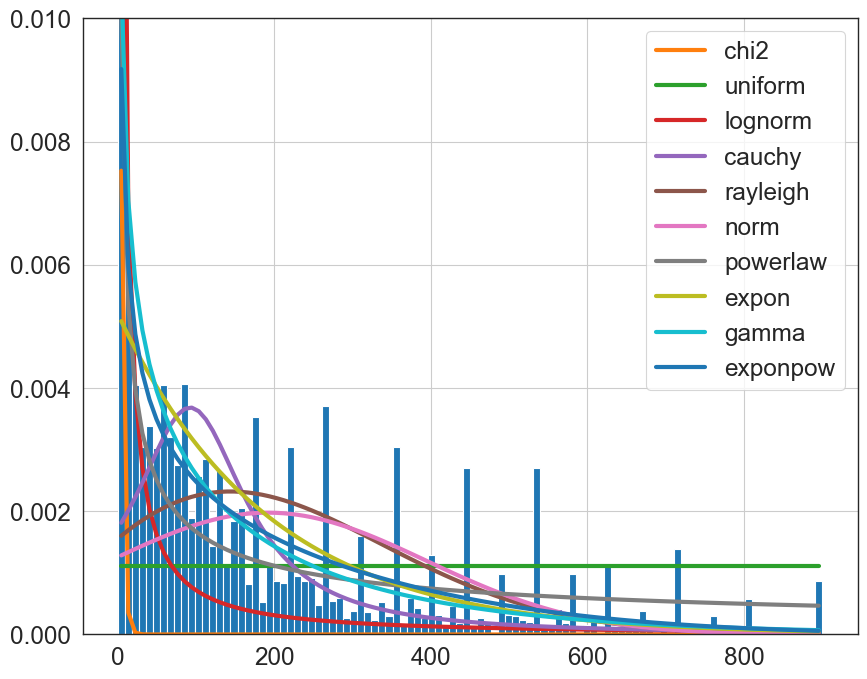 0.010
0.008
0.006
0.004
0.002
0.000
0
200
400
600
800
chi2
uniform
lognorm
cauchy
rayleigh
norm
powerlaw
expon
gamma
exponpow